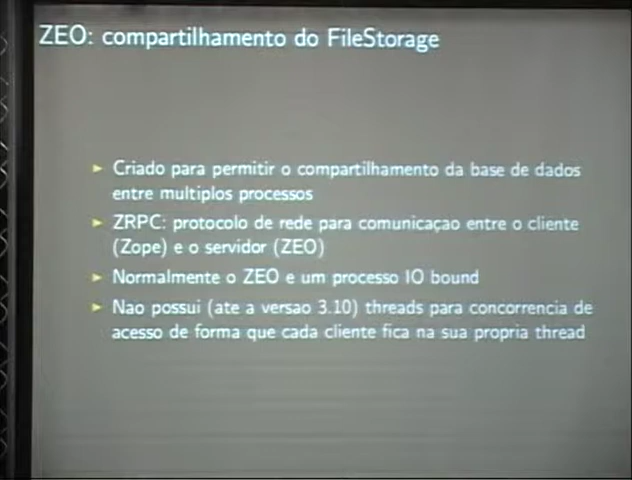 ZEO: compartilhamento do FileStorage
Criado para permitir o compartilhamento da base de dados
entre multiplos processos
ZRPC: protocolo de rede para comunicaçao entre o cliente
(Zope) e o servidor (ZEO)
Normalmente o ZEO e um processo IO bound
Nao possui (ate a versao 3.10) threads para concorrencia de
acesso de forma que cada cliente fica na sua propria thread